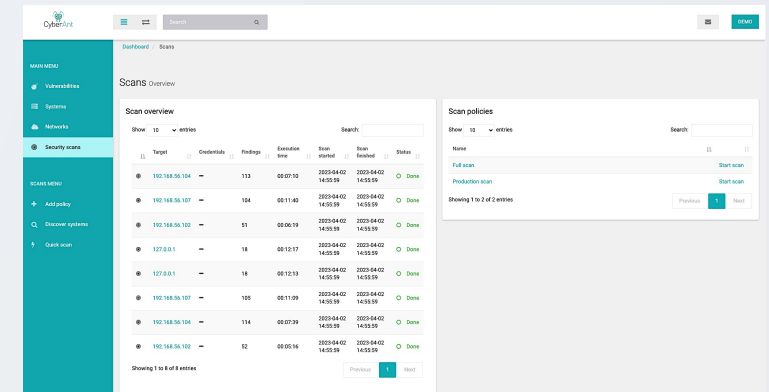 CyberAnt
Search
DEMO
Dashboard / Scans
MAIN MENU
Vulnerabilities
Systems
Networks
Security scans
SCANS MENU
Add policy
Discover systems
Quick scan
Scans Overview
Scan overview
Show 10 entries
Search:
Target Credentials Findings Execution time Scan started Scan finished Status
192.168.56.104 – 113 00:07:10 2023-04-02 14:55:59 2023-04-02 14:55:59 Done
192.168.56.107 – 104 00:11:40 2023-04-02 14:55:59 2023-04-02 14:55:59 Done
192.168.56.102 – 51 00:06:19 2023-04-02 14:55:59 2023-04-02 14:55:59 Done
127.0.0.1 – 18 00:12:17 2023-04-02 14:55:59 2023-04-02 14:55:59 Done
127.0.0.1 – 18 00:12:13 2023-04-02 14:55:59 2023-04-02 14:55:59 Done
192.168.56.107 – 105 00:11:09 2023-04-02 14:55:59 2023-04-02 14:55:59 Done
192.168.56.104 – 114 00:07:39 2023-04-02 14:55:59 2023-04-02 14:55:59 Done
192.168.56.102 – 52 00:05:16 2023-04-02 14:55:59 2023-04-02 14:55:59 Done
Showing 1 to 8 of 8 entries
Previous 1 Next
Scan policies
Show 10 entries
Search:
Name
Full scan Start scan
Production scan Start scan
Showing 1 to 2 of 2 entries
Previous 1 Next